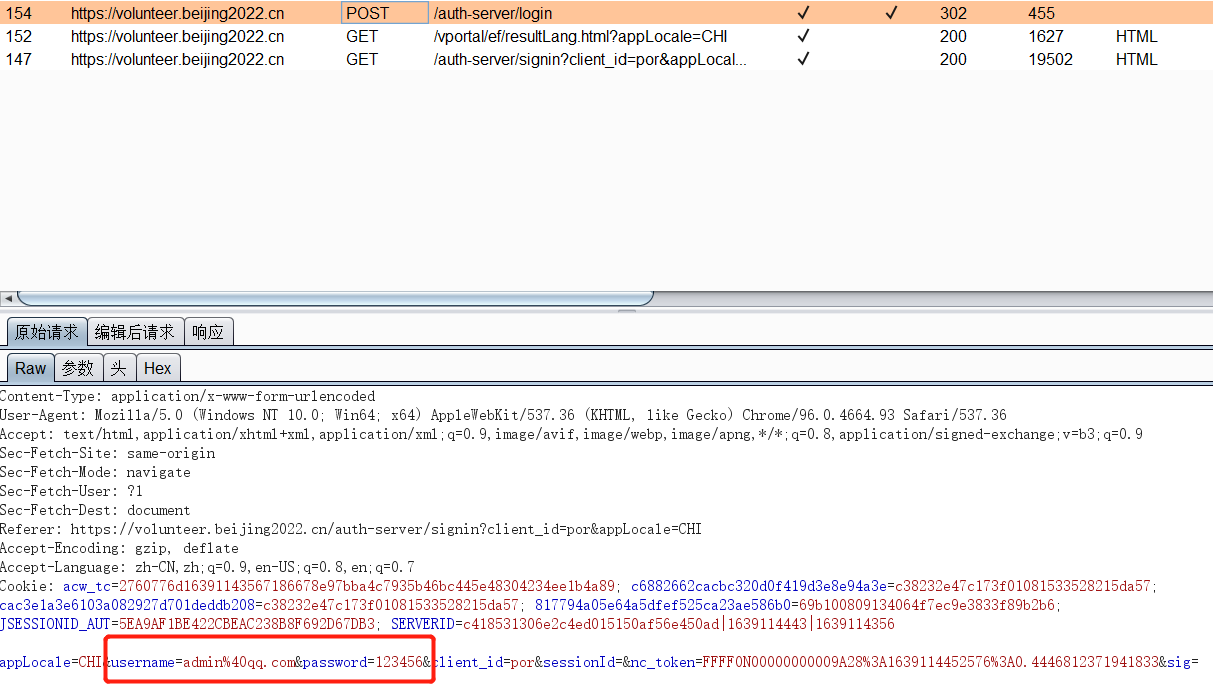 154 https://volunteer.beijing2022.cn POST /auth-server/login ✓ ✓ 302 455
152 https://volunteer.beijing2022.cn GET /vportal/ef/resultLang.html?appLocale=CHI ✓ 200 1627 HTML
147 https://volunteer.beijing2022.cn GET /auth-server/signin?client_id=por&appLocal... ✓ 200 19502 HTML
原始请求 编辑后请求 响应
Raw 参数 头 Hex
Content-Type: application/x-www-form-urlencoded
User-Agent: Mozilla/5.0 (Windows NT 10.0; Win64; x64) AppleWebKit/537.36 (KHTML, like Gecko) Chrome/96.0.4664.93 Safari/537.36
Accept: text/html,application/xhtml+xml,application/xml;q=0.9,image/avif,image/webp,image/apng,*/*;q=0.8,application/signed-exchange;v=b3;q=0.9
Sec-Fetch-Site: same-origin
Sec-Fetch-Mode: navigate
Sec-Fetch-User: ?1
Sec-Fetch-Dest: document
Referer: https://volunteer.beijing2022.cn/auth-server/signin?client_id=por&appLocale=CHI
Accept-Encoding: gzip, deflate
Accept-Language: zh-CN,zh;q=0.9,en-US;q=0.8,en;q=0.7
Cookie: acw_tc=2760776d16391143567186678e97bba4c7935b46bc445e48304234ee1b4a89; c6882662cacbc320d0f419d3e8e94a3e=c38232e47c173f01081533528215da57;
cac3e1a3e6103a082927d701deddb208=c38232e47c173f01081533528215da57; 817794a05e64a5dfef525ca23ae586b0=69b100809134064f7ec9e3833f89b2b6;
JSESSIONID_AUT=5EA9AF1BE422CBEAC238B8F692D67DB3; SERVERID=c418531306e2c4ed015150af56e450ad|1639114443|1639114356
appLocale=CHI&username=admin%40qq.com&password=123456&client_id=por&sessionId=&nc_token=FFFF0N00000000009A28%3A1639114452576%3A0.4446812371941833&sig=